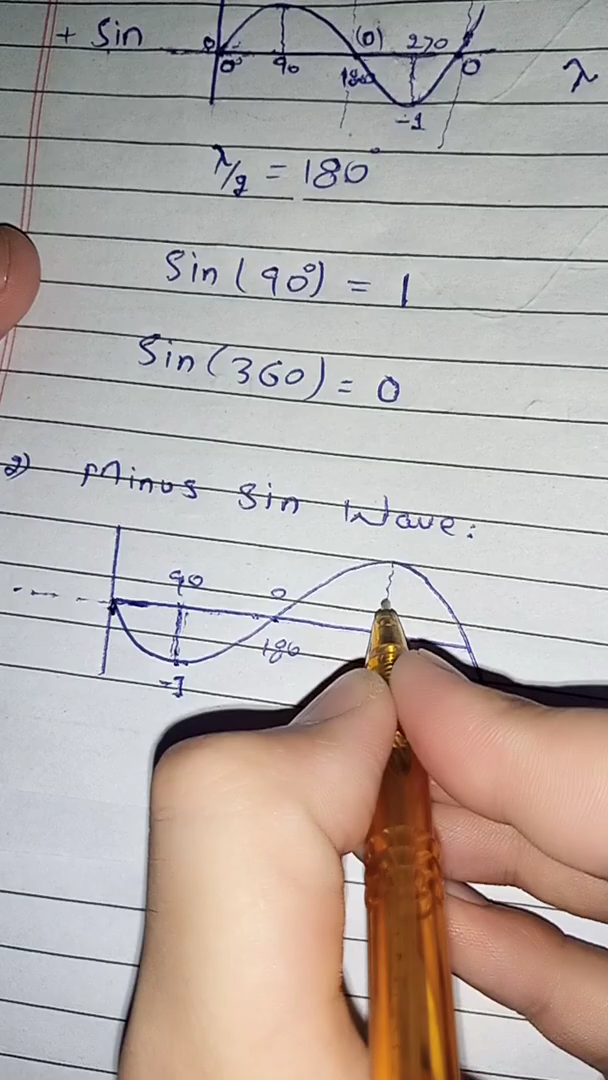 + Sin
0 0° 90 (0) 180 270 0 λ
-1
λ/2 = 180°
Sin (90°) = 1
Sin (360) = 0
2) Minus Sin Wave:
90 0
180
-1